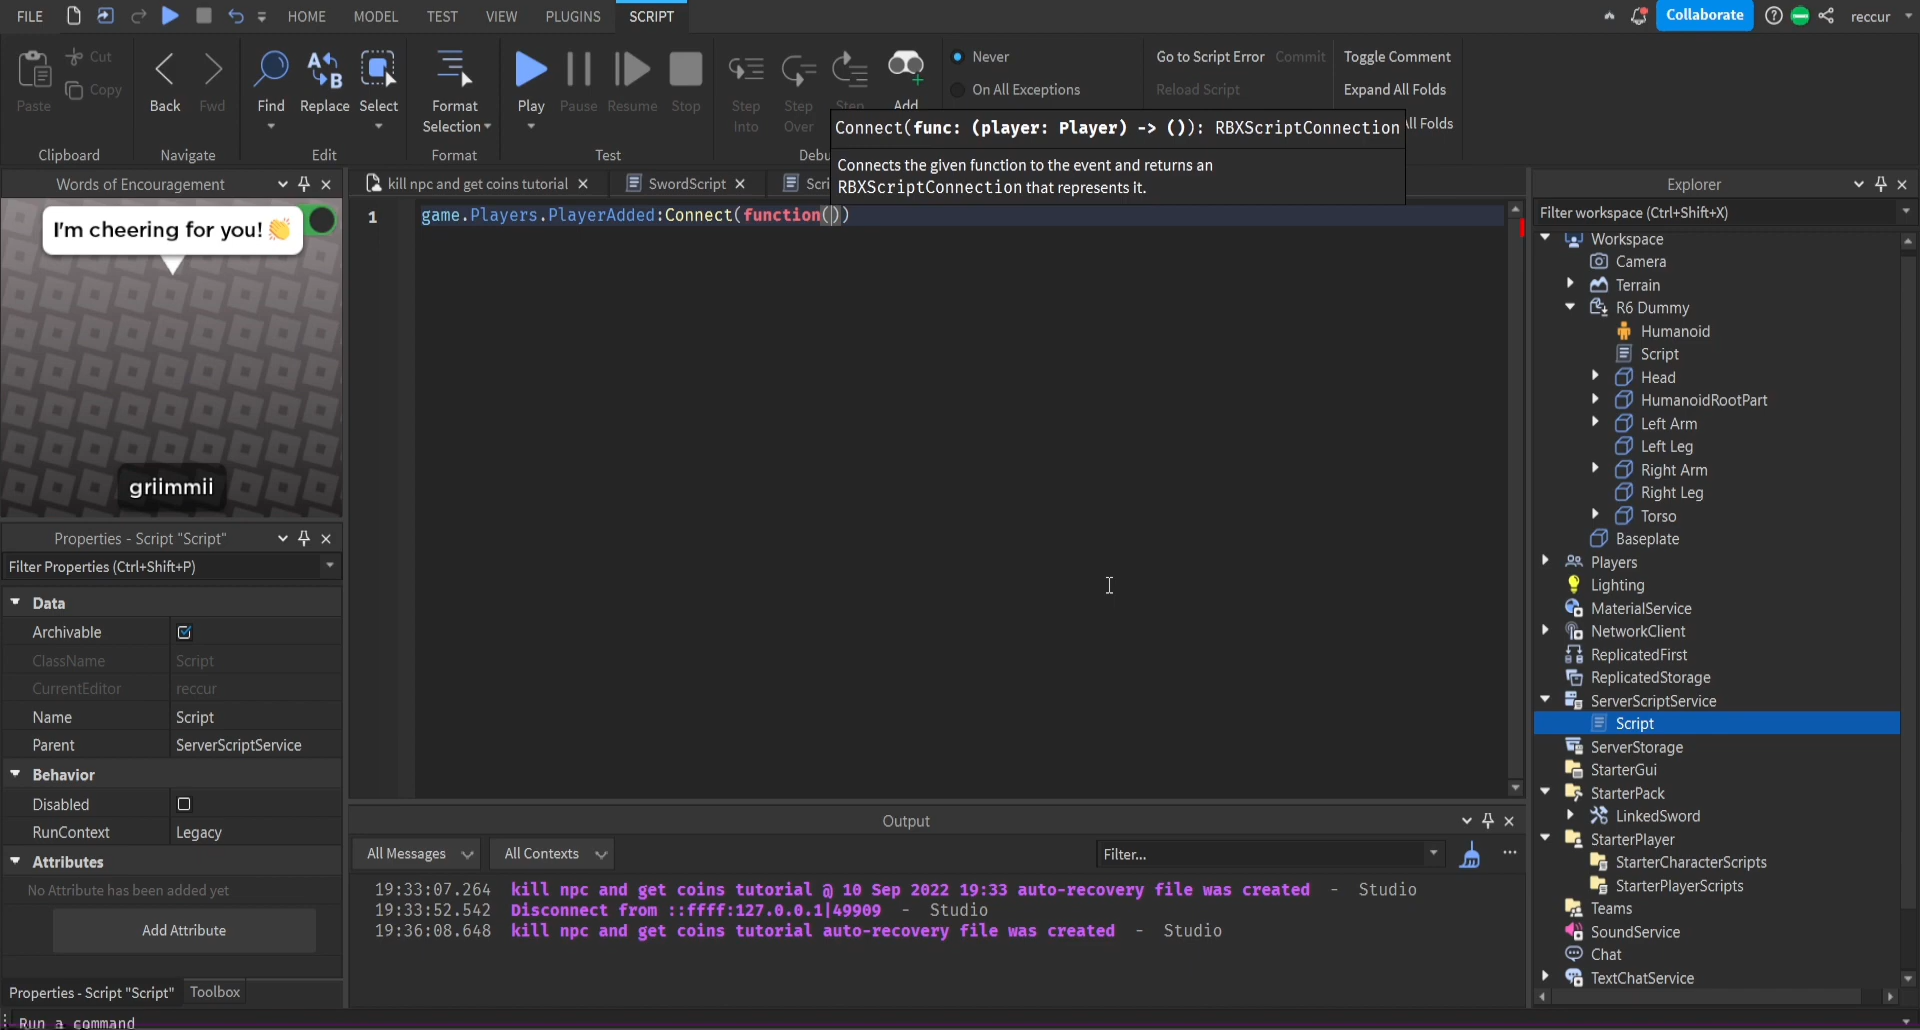 FILE HOME MODEL TEST VIEW PLUGINS SCRIPT Collaborate reccur
Paste Cut Copy Back Fwd Find Replace Select Format Selection Play Pause Resume Stop Step Into Step Over Step Add
Never
On All Exceptions
Go to Script Error Commit
Reload Script
Toggle Comment
Expand All Folds
All Folds
Clipboard Navigate Edit Format Test Debu
Connect(func: (player: Player) -> ()): RBXScriptConnection
Connects the given function to the event and returns an
RBXScriptConnection that represents it.
Words of Encouragement
I'm cheering for you! 👏
griimmii
kill npc and get coins tutorial SwordScript Scri
1 game.Players.PlayerAdded:Connect(function())
Properties - Script "Script"
Filter Properties (Ctrl+Shift+P)
Data
Archivable
ClassName Script
CurrentEditor reccur
Name Script
Parent ServerScriptService
Behavior
Disabled
RunContext Legacy
Attributes
No Attribute has been added yet
Add Attribute
Properties - Script "Script" Toolbox
Run a command
Output
All Messages All Contexts Filter...
19:33:07.264 kill npc and get coins tutorial @ 10 Sep 2022 19:33 auto-recovery file was created - Studio
19:33:52.542 Disconnect from ::ffff:127.0.0.1|49909 - Studio
19:36:08.648 kill npc and get coins tutorial auto-recovery file was created - Studio
Explorer
Filter workspace (Ctrl+Shift+X)
Workspace
Camera
Terrain
R6 Dummy
Humanoid
Script
Head
HumanoidRootPart
Left Arm
Left Leg
Right Arm
Right Leg
Torso
Baseplate
Players
Lighting
MaterialService
NetworkClient
ReplicatedFirst
ReplicatedStorage
ServerScriptService
Script
ServerStorage
StarterGui
StarterPack
LinkedSword
StarterPlayer
StarterCharacterScripts
StarterPlayerScripts
Teams
SoundService
Chat
TextChatService